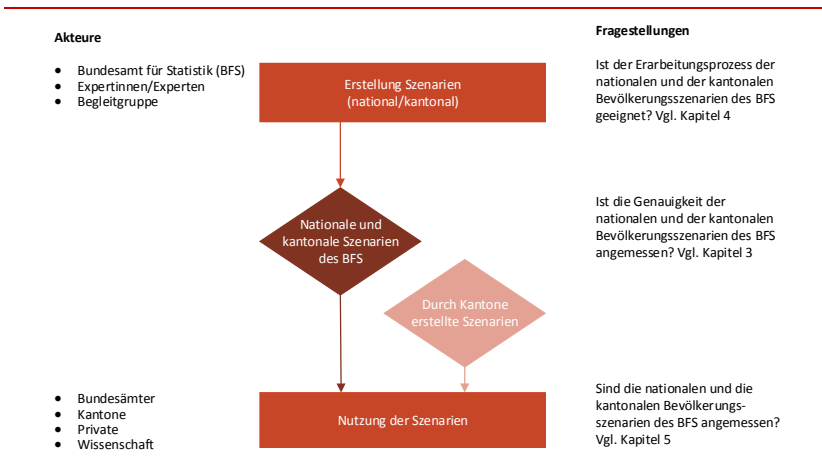 Akteure
• Bundesamt für Statistik (BFS)
• Expertinnen/Experten
• Begleitgruppe
Erstellung Szenarien
(national/kantonal)
Fragestellungen
Ist der Erarbeitungsprozess der
nationalen und der kantonalen
Bevölkerungsszenarien des BFS
geeignet? Vgl. Kapitel 4
Nationale und
kantonale Szenarien
des BFS
Ist die Genauigkeit der
nationalen und der kantonalen
Bevölkerungsszenarien des BFS
angemessen? Vgl. Kapitel 3
Durch Kantone
erstellte Szenarien
• Bundesämter
• Kantone
• Private
• Wissenschaft
Nutzung der Szenarien
Sind die nationalen und die
kantonalen Bevölkerungs-
szenarien des BFS angemessen?
Vgl. Kapitel 5